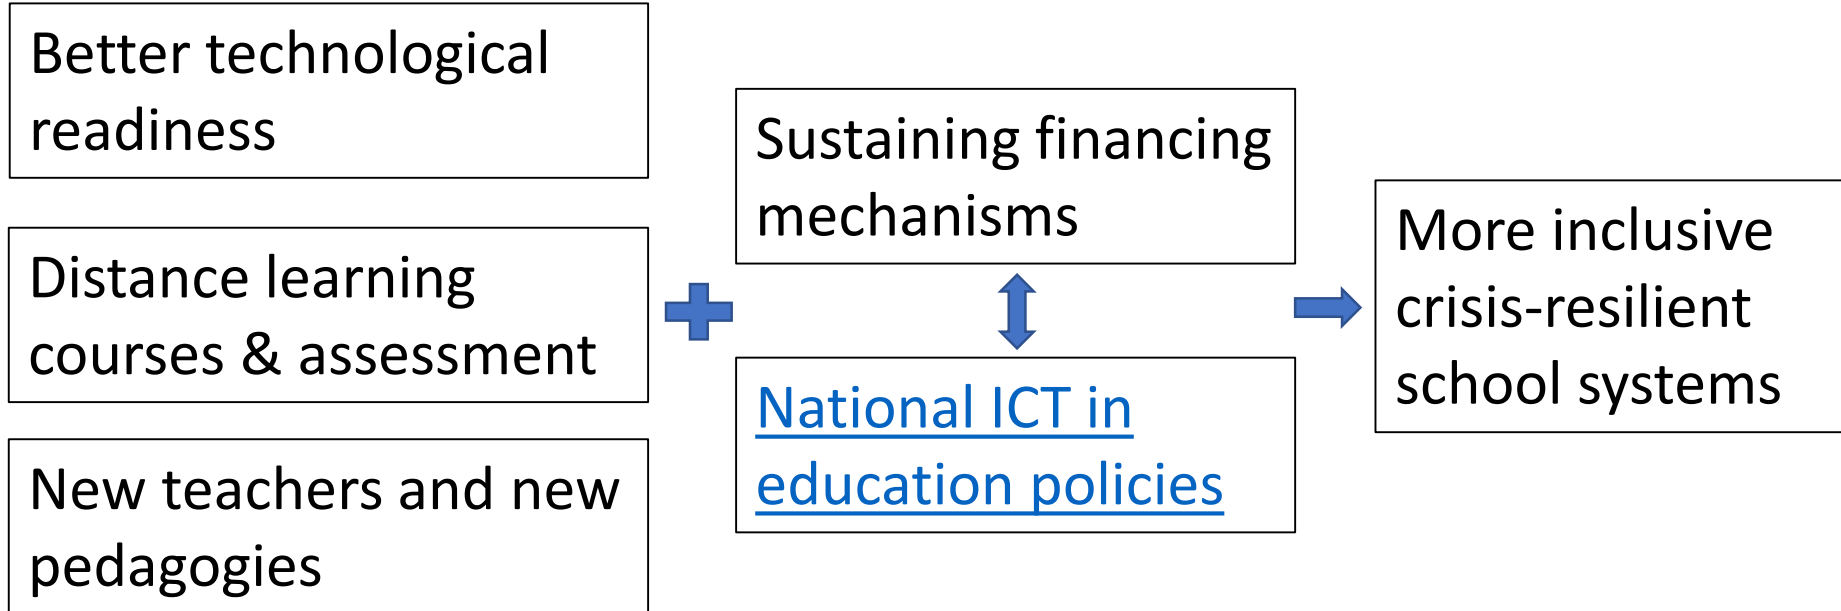 Better technological
readiness
Distance learning
courses & assessment
New teachers and new
pedagogies
Sustaining financing
mechanisms
National ICT in
education policies
More inclusive
crisis-resilient
school systems